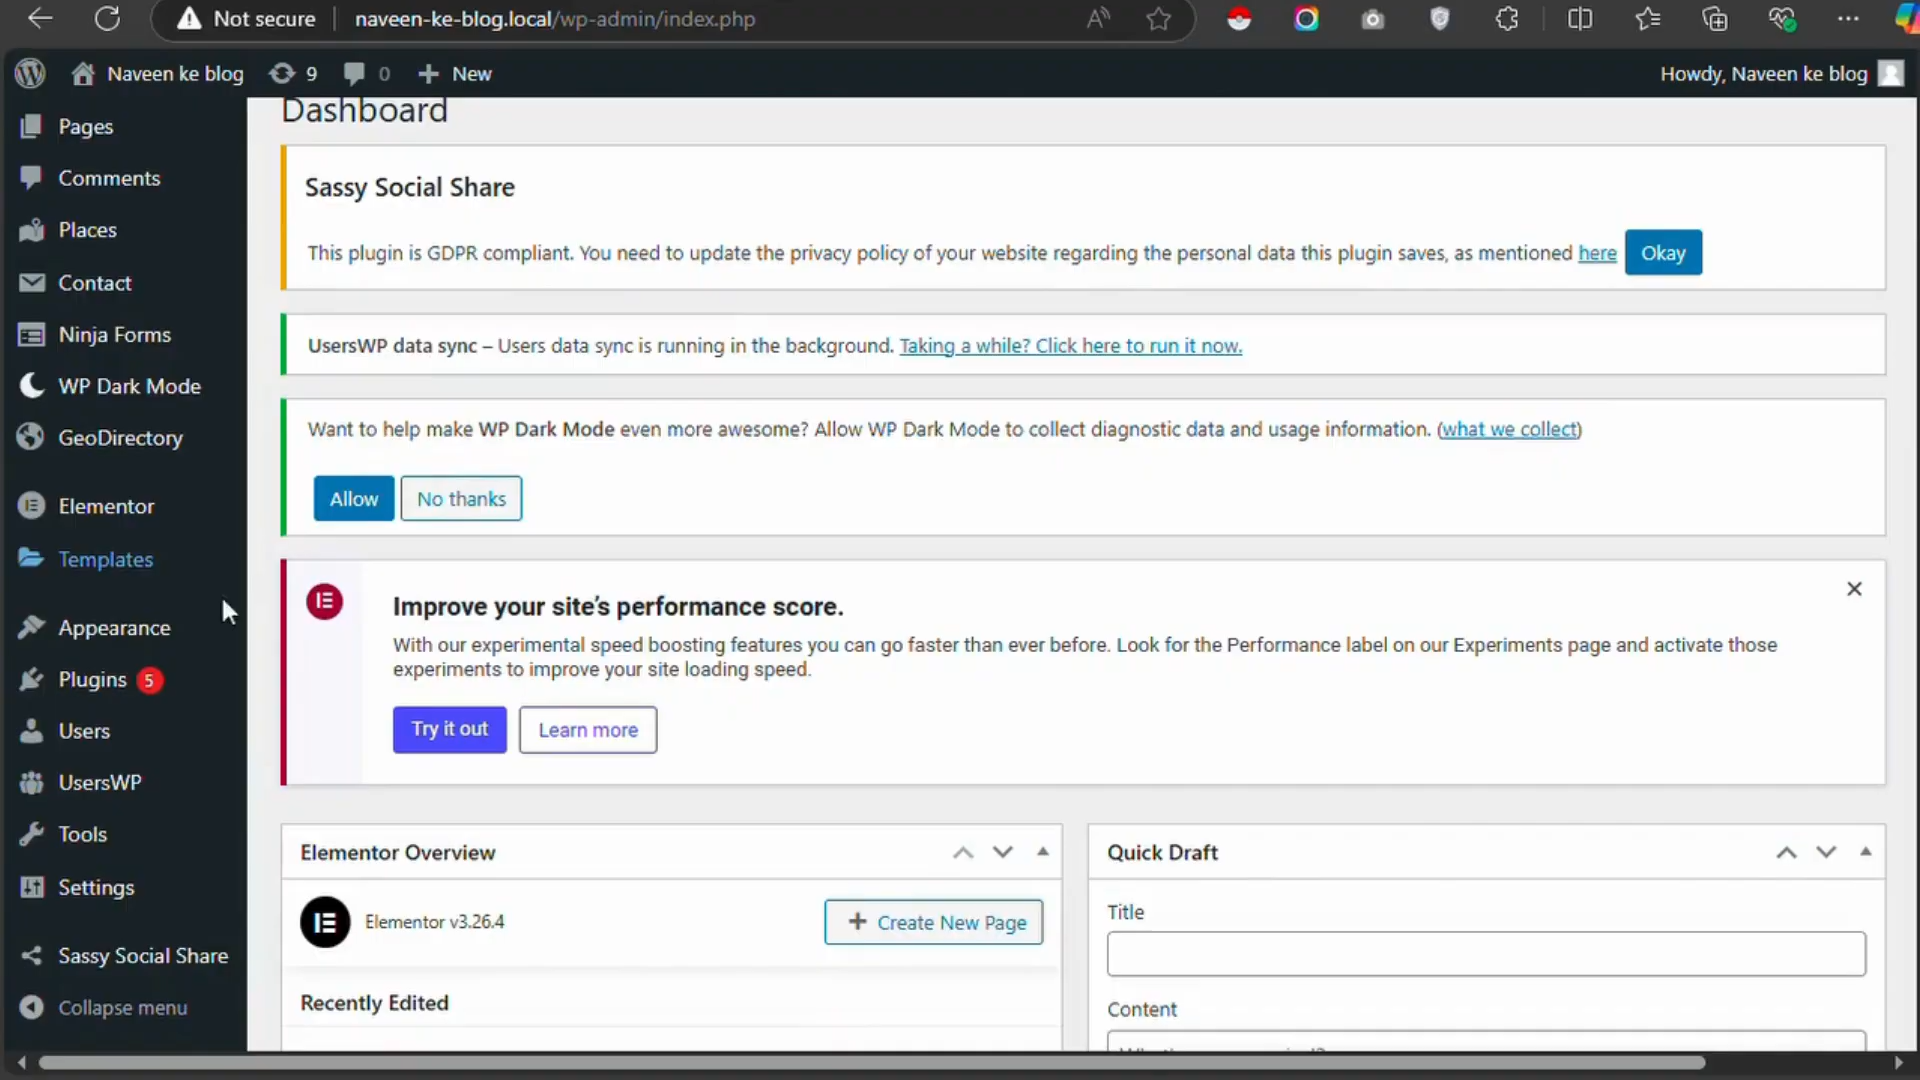 Not secure
naveen-ke-blog.local/wp-admin/index.php
Naveen ke blog
9
0
New
Howdy, Naveen ke blog
Pages
Comments
Places
Contact
Ninja Forms
WP Dark Mode
GeoDirectory
Elementor
Templates
Appearance
Plugins 5
Users
UsersWP
Tools
Settings
Sassy Social Share
Collapse menu
Dashboard
Sassy Social Share
This plugin is GDPR compliant. You need to update the privacy policy of your website regarding the personal data this plugin saves, as mentioned here Okay
UsersWP data sync – Users data sync is running in the background. Taking a while? Click here to run it now.
Want to help make WP Dark Mode even more awesome? Allow WP Dark Mode to collect diagnostic data and usage information. (what we collect)
Allow No thanks
Improve your site's performance score.
With our experimental speed boosting features you can go faster than ever before. Look for the Performance label on our Experiments page and activate those
experiments to improve your site loading speed.
Try it out Learn more
Elementor Overview
Elementor v3.26.4
+ Create New Page
Recently Edited
Quick Draft
Title
Content